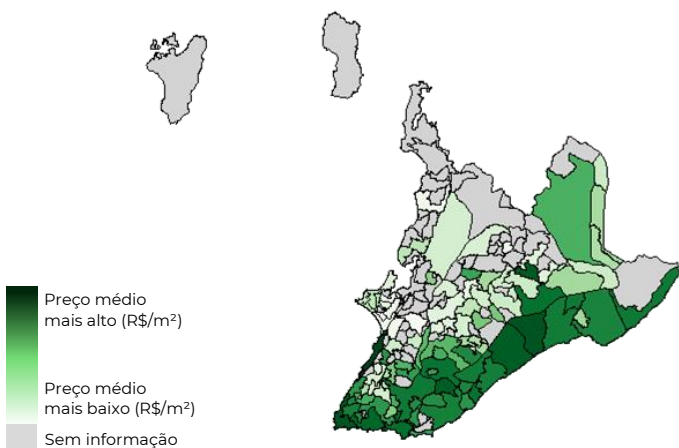 Preço médio
mais alto (R$/m²)
Preço médio
mais baixo (R$/m²)
Sem informação